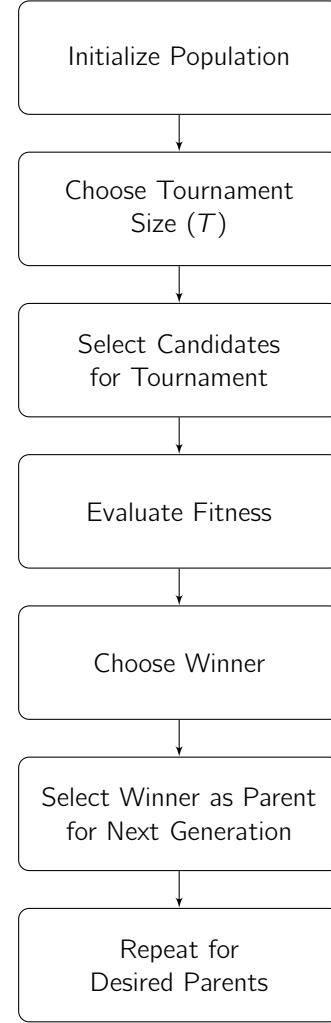 Initialize Population
Choose Tournament
Size (T)
Select Candidates
for Tournament
Evaluate Fitness
Choose Winner
Select Winner as Parent
for Next Generation
Repeat for
Desired Parents